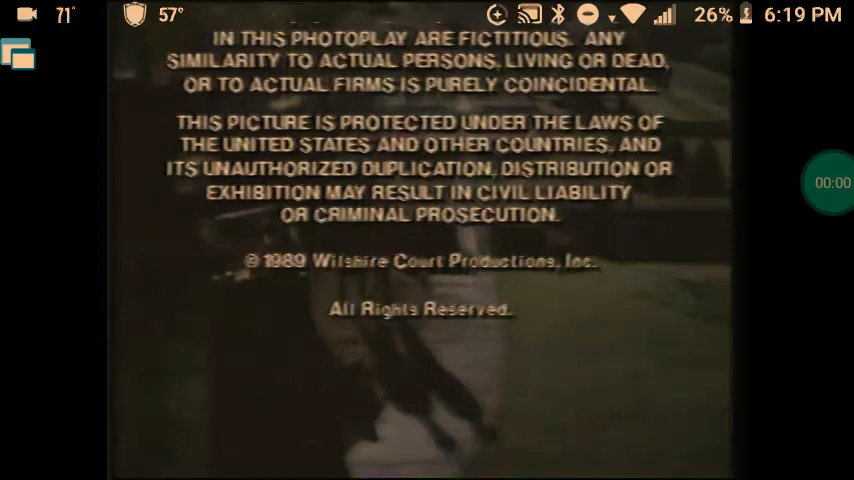 71°
57°
26%
6:19 PM
IN THIS PHOTOPLAY ARE FICTITIOUS. ANY
SIMILARITY TO ACTUAL PERSONS, LIVING OR DEAD,
OR TO ACTUAL FIRMS IS PURELY COINCIDENTAL.
THIS PICTURE IS PROTECTED UNDER THE LAWS OF
THE UNITED STATES AND OTHER COUNTRIES, AND
ITS UNAUTHORIZED DUPLICATION, DISTRIBUTION OR
EXHIBITION MAY RESULT IN CIVIL LIABILITY
OR CRIMINAL PROSECUTION.
© 1989 Wilshire Court Productions, Inc.
All Rights Reserved.
00:00